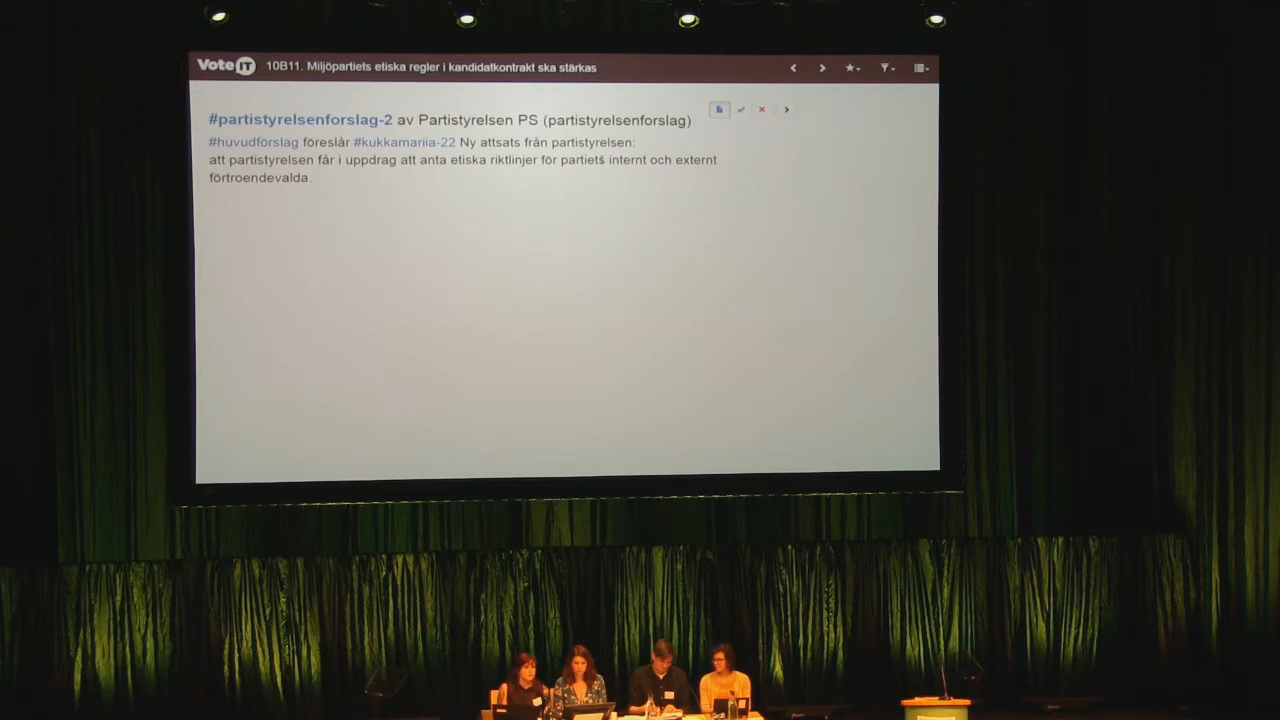 VoteIT 10B11. Miljöpartiets etiska regler i kandidatkontrakt ska stärkas
#partistyrelsenforslag-2 av Partistyrelsen PS (partistyrelsenforslag)
#huvudförslag föreslår #kukkamariia-22 Ny attsats från partistyrelsen:
att partistyrelsen får i uppdrag att anta etiska riktlinjer för partiets internt och externt
förtroendevalda.